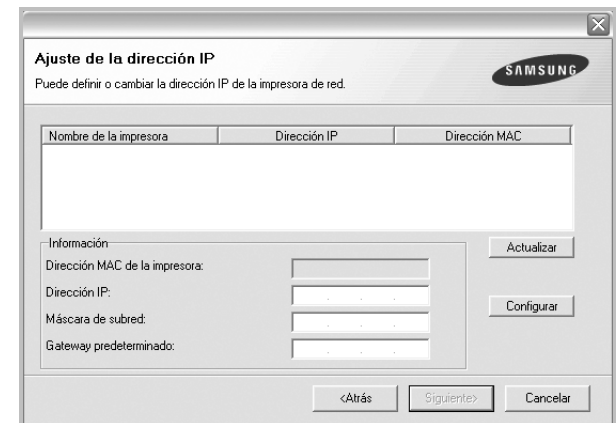 Ajuste de la dirección IP
Puede definir o cambiar la dirección IP de la impresora de red.
SAMSUNG
Nombre de la impresora Dirección IP Dirección MAC
Información
Actualizar
Dirección MAC de la impresora:
Dirección IP:
Configurar
Máscara de subred:
Gateway predeterminado:
<Atrás Siguiente> Cancelar